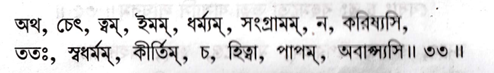 অথ, চেৎ, ত্বম্, ইমম্, ধর্ম্যম্, সংগ্রামম্, ন, করিষ্যসি,
ততঃ, স্বধর্মম্, কীর্তিম্, চ, হিত্বা, পাপম্, অবাপ্স্যসি॥ ৩৩ ॥